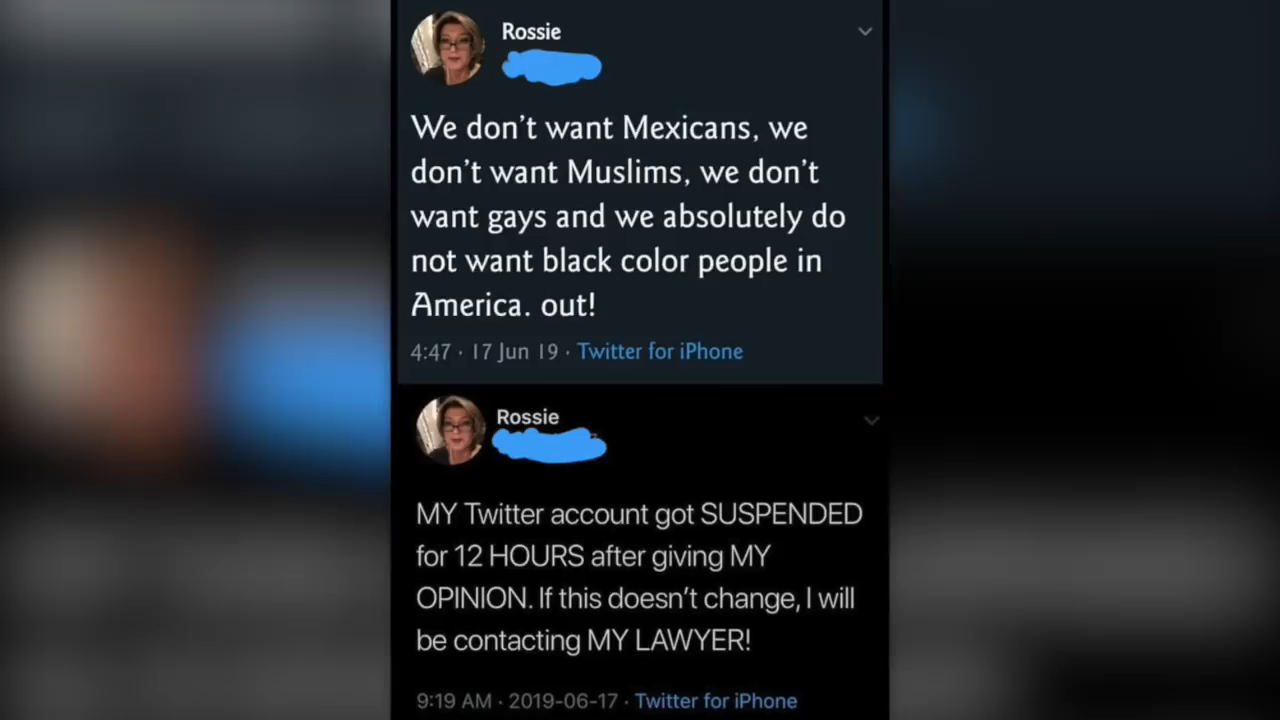 Rossie
We don't want Mexicans, we
don't want Muslims, we don't
want gays and we absolutely do
not want black color people in
America. out!
4:47 · 17 Jun 19 · Twitter for iPhone
Rossie
MY Twitter account got SUSPENDED
for 12 HOURS after giving MY
OPINION. If this doesn't change, I will
be contacting MY LAWYER!
9:19 AM · 2019-06-17 · Twitter for iPhone